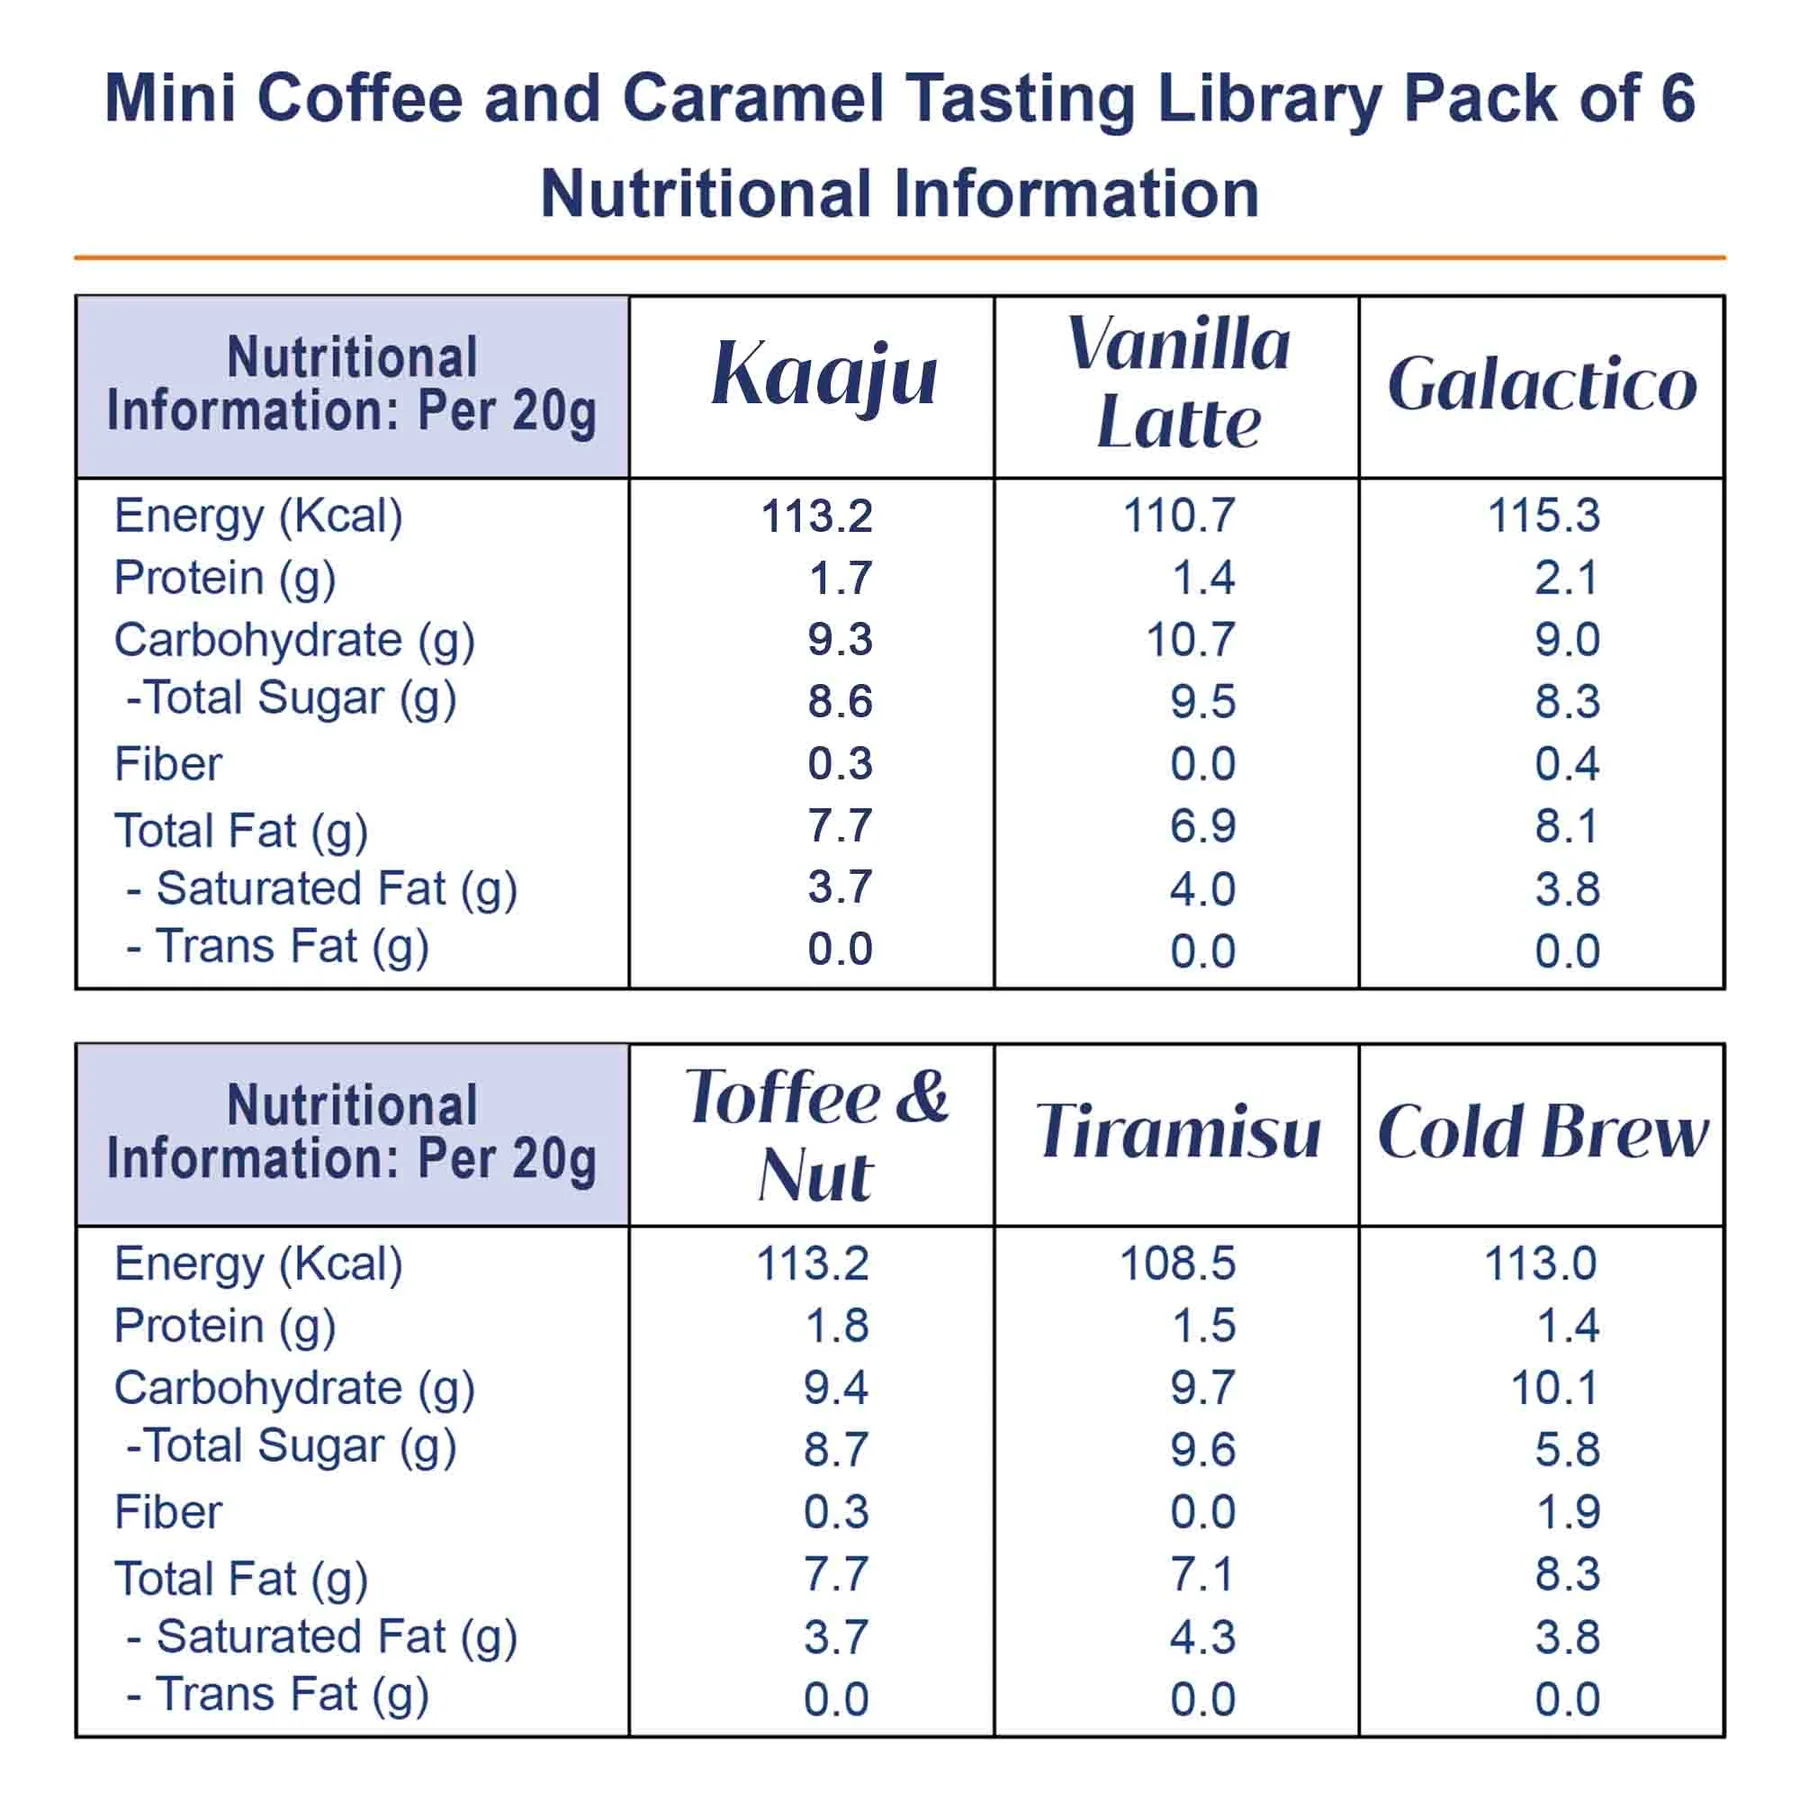 Mini Coffee and Caramel Tasting Library Pack of 6
Nutritional Information
Nutritional
Information: Per 20g
Kaaju
Vanilla
Latte
Galactico
Energy (Kcal) 113.2 110.7 115.3
Protein (g) 1.7 1.4 2.1
Carbohydrate (g) 9.3 10.7 9.0
-Total Sugar (g) 8.6 9.5 8.3
Fiber 0.3 0.0 0.4
Total Fat (g) 7.7 6.9 8.1
- Saturated Fat (g) 3.7 4.0 3.8
- Trans Fat (g) 0.0 0.0 0.0
Nutritional
Information: Per 20g
Toffee &
Nut
Tiramisu
Cold Brew
Energy (Kcal) 113.2 108.5 113.0
Protein (g) 1.8 1.5 1.4
Carbohydrate (g) 9.4 9.7 10.1
-Total Sugar (g) 8.7 9.6 5.8
Fiber 0.3 0.0 1.9
Total Fat (g) 7.7 7.1 8.3
- Saturated Fat (g) 3.7 4.3 3.8
- Trans Fat (g) 0.0 0.0 0.0